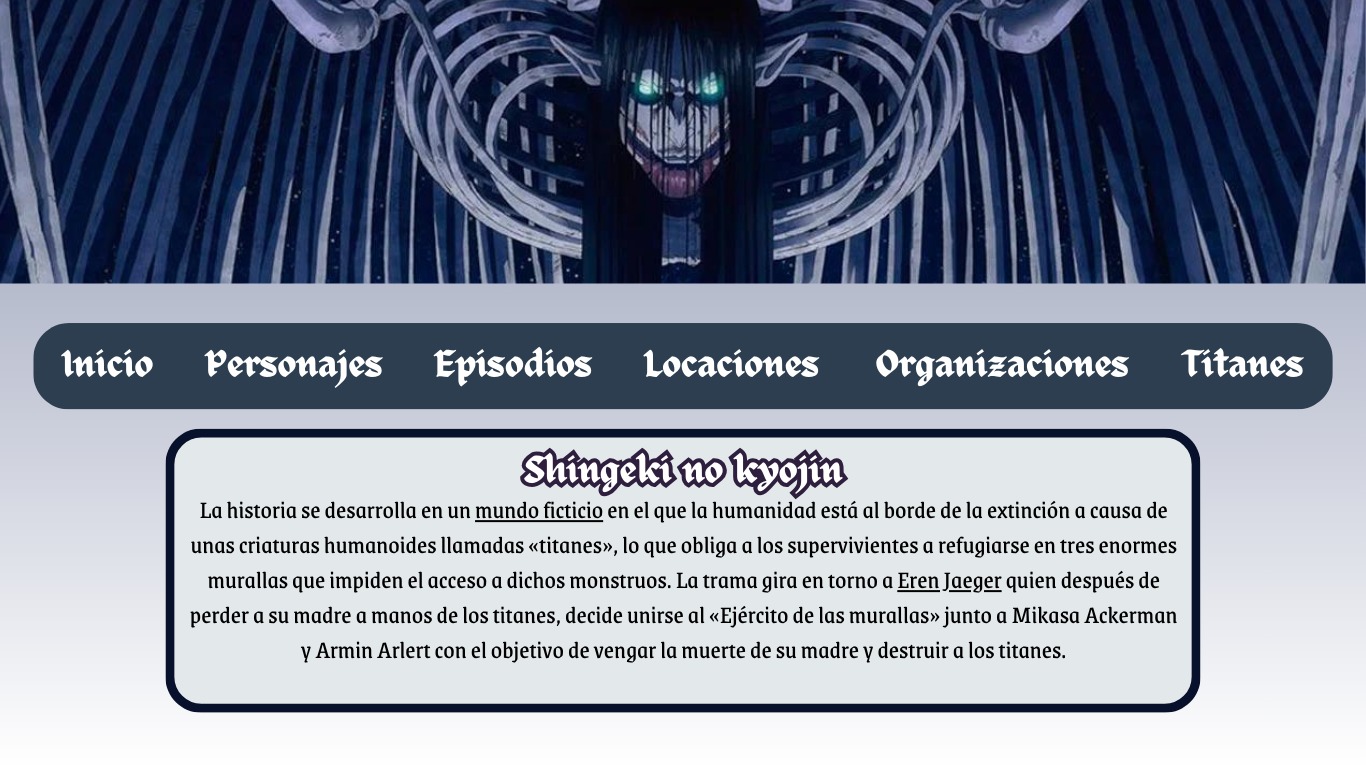 Inicio Personajes Episodios Locaciones Organizaciones Titanes
Shingeki no kyojin
La historia se desarrolla en un mundo ficticio en el que la humanidad está al borde de la extinción a causa de
unas criaturas humanoides llamadas «titanes», lo que obliga a los supervivientes a refugiarse en tres enormes
murallas que impiden el acceso a dichos monstruos. La trama gira en torno a Eren Jaeger quien después de
perder a su madre a manos de los titanes, decide unirse al «Ejército de las murallas» junto a Mikasa Ackerman
y Armin Arlert con el objetivo de vengar la muerte de su madre y destruir a los titanes.